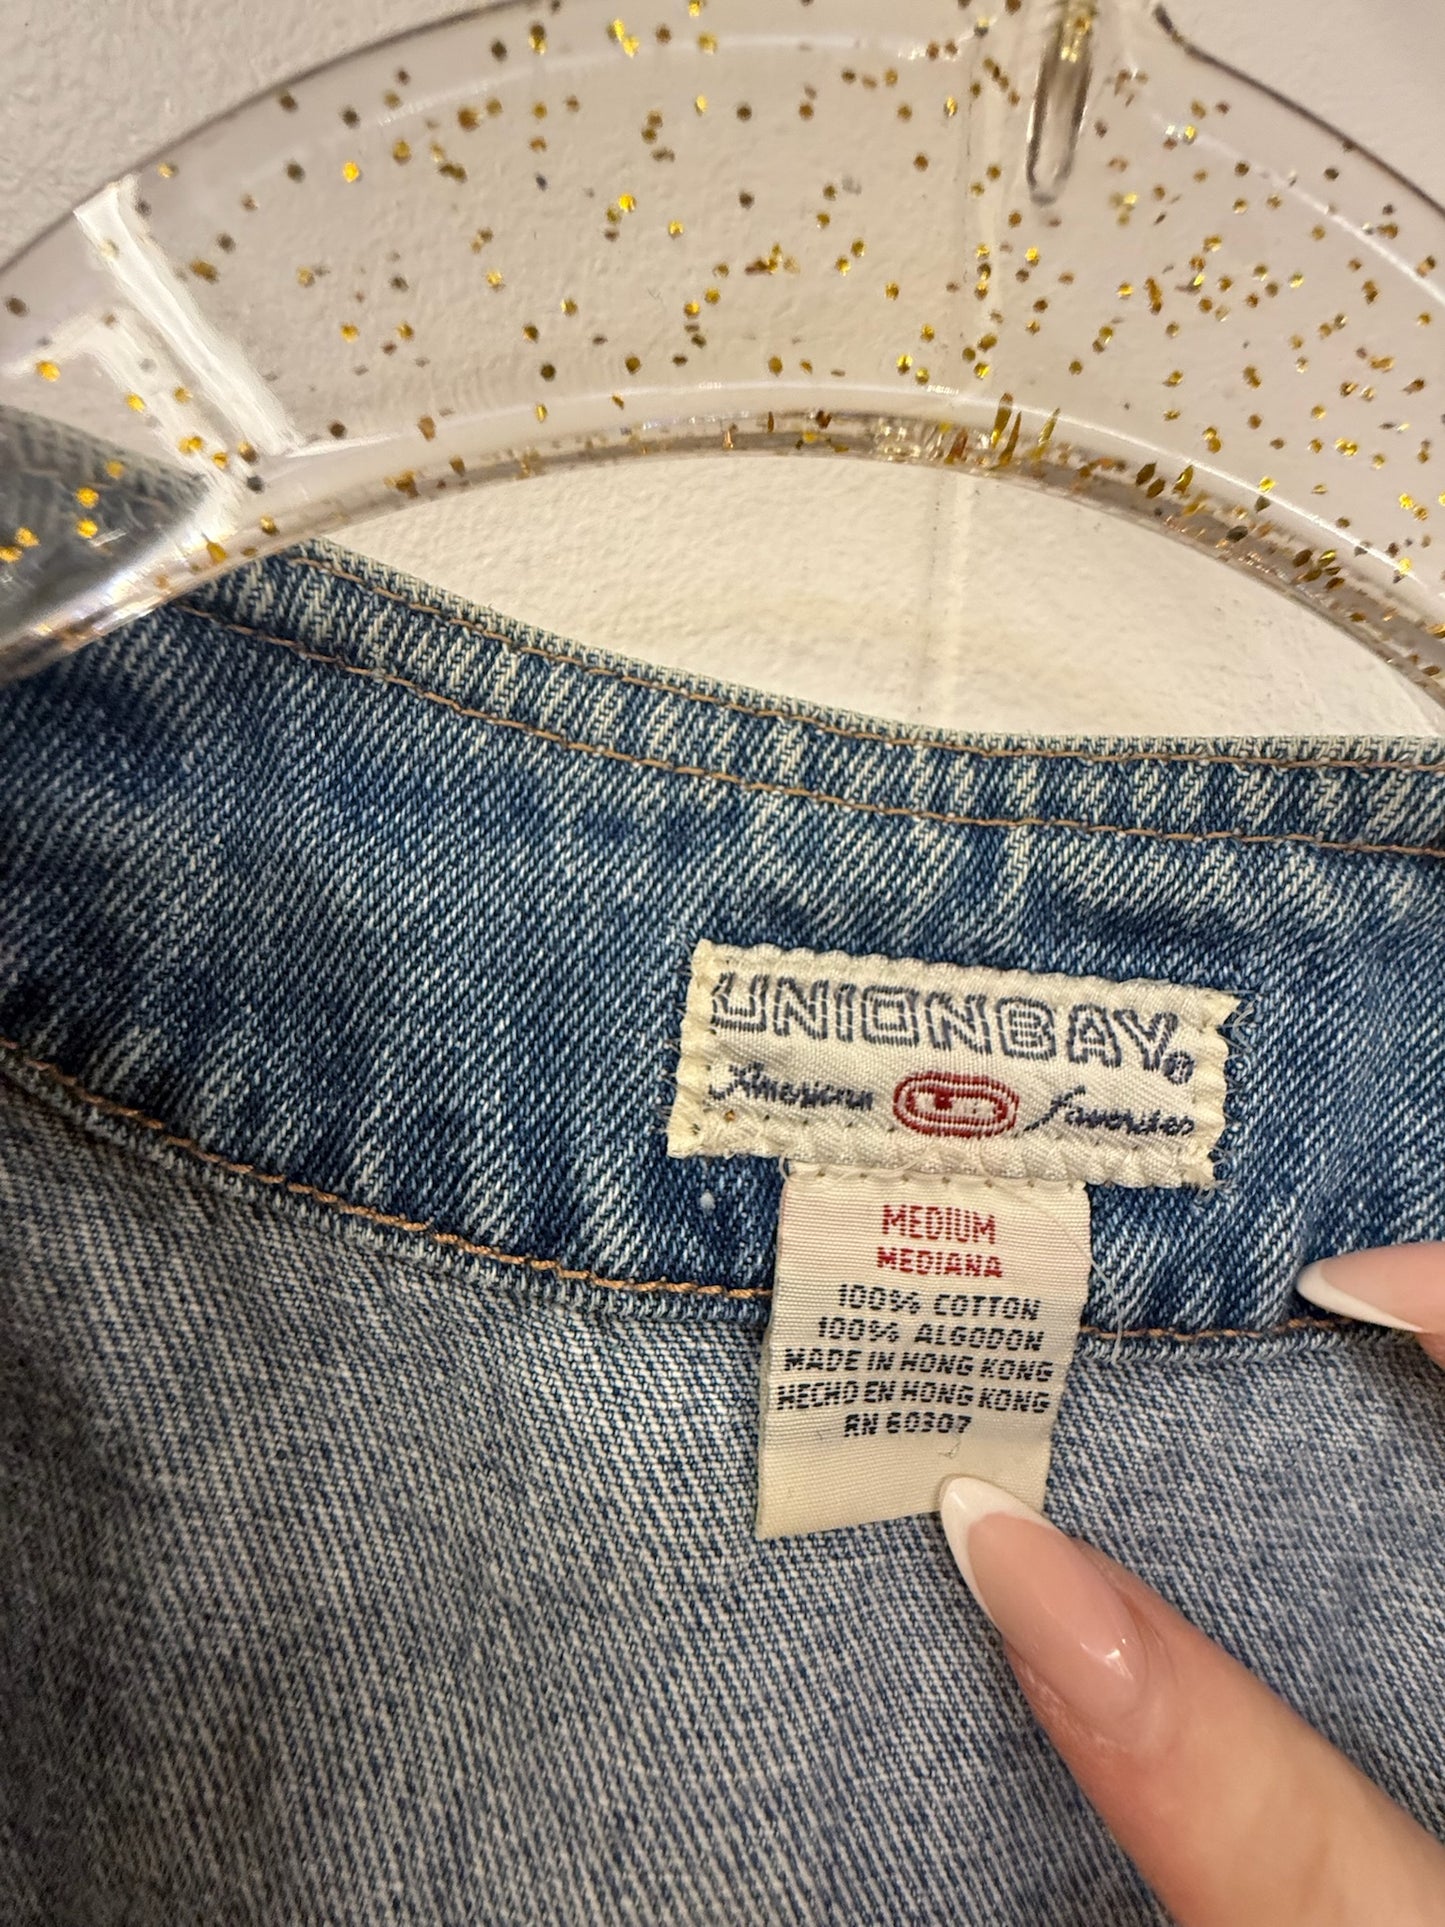 UNIONBAY®
American Favorites
MEDIUM
MEDIANA
100% COTTON
100% ALGODON
MADE IN HONG KONG
HECHO EN HONG KONG
RN 60307